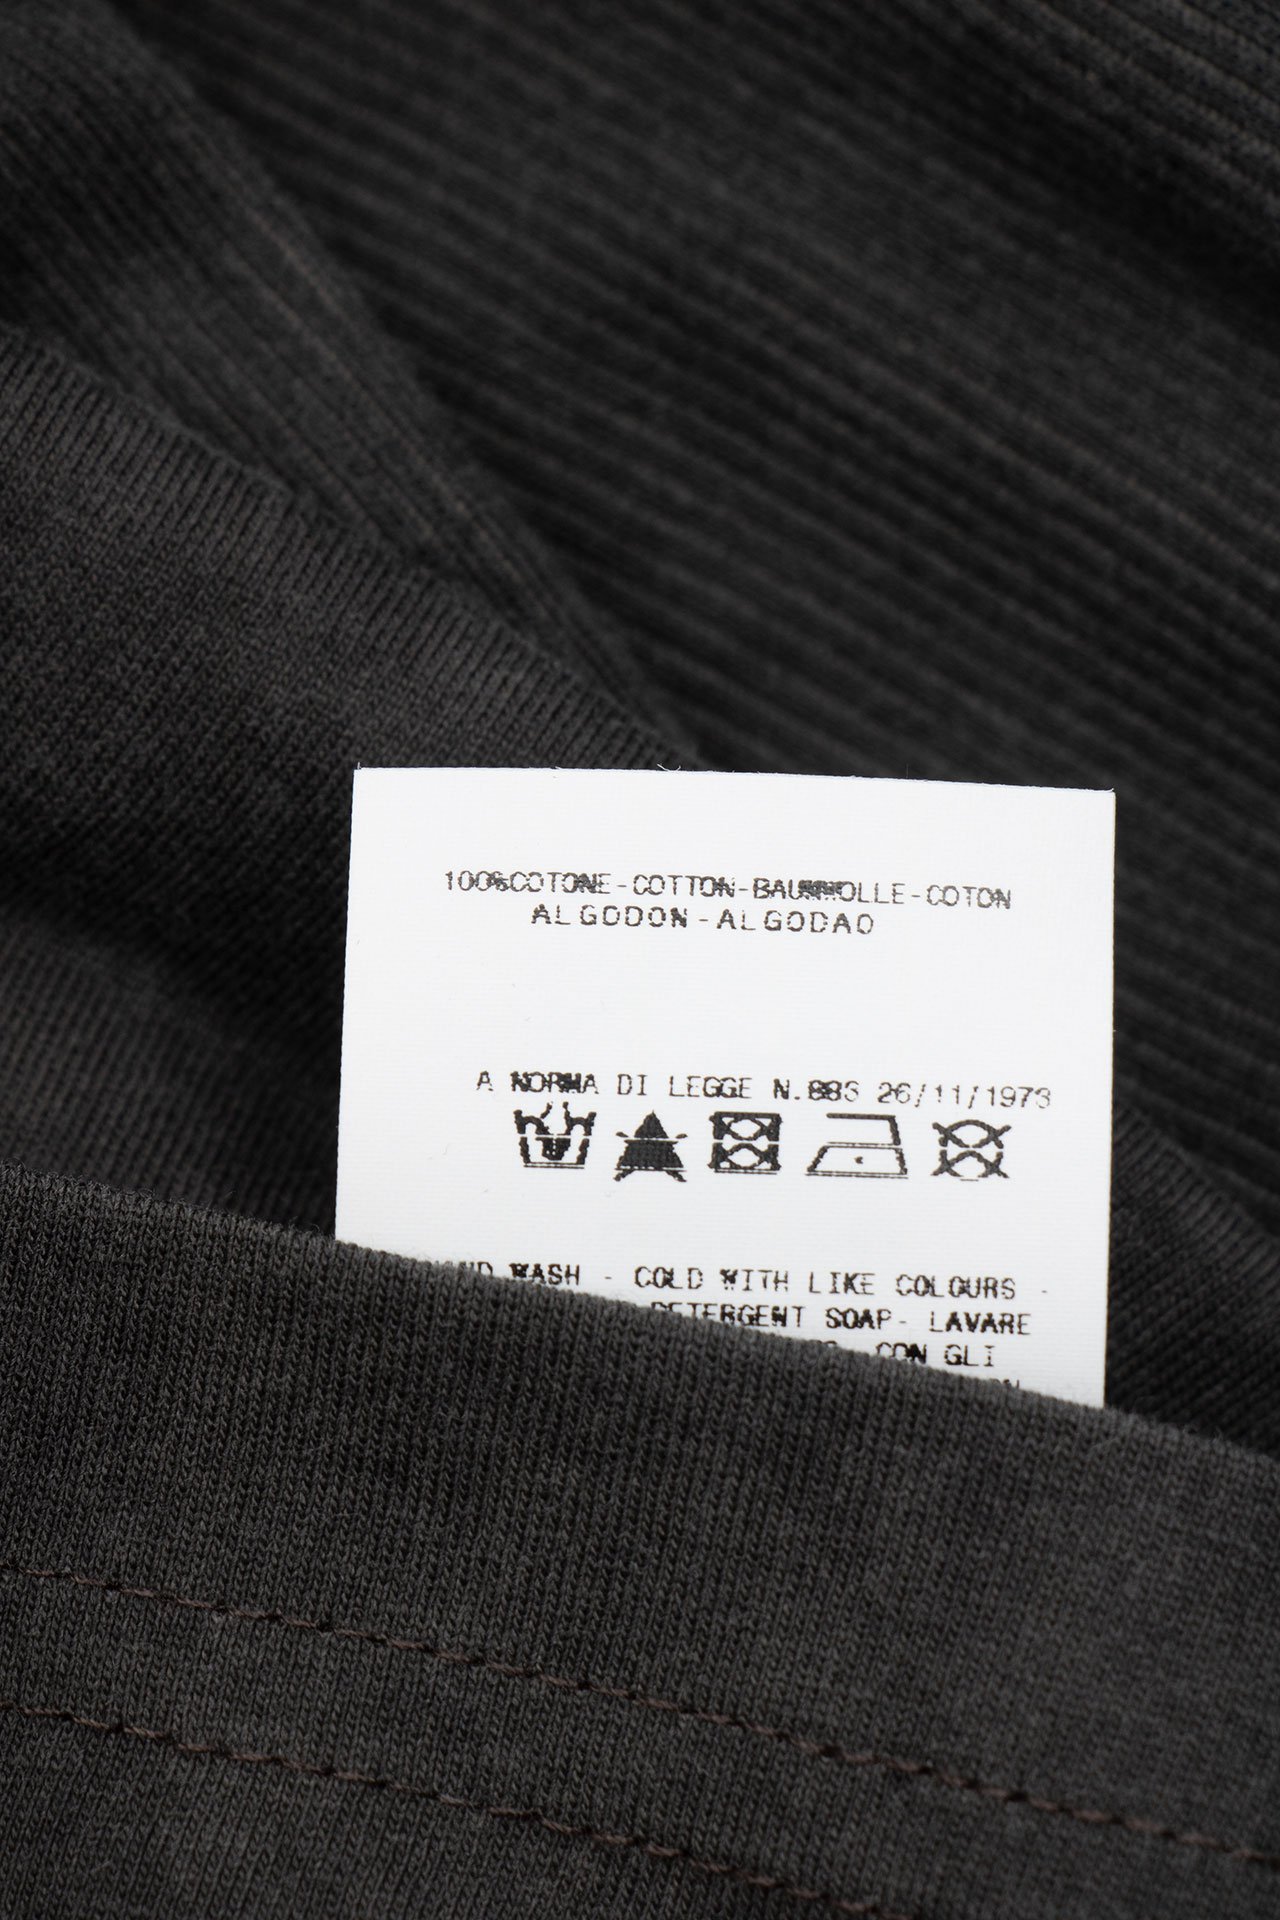 100%COTONE-COTTON-BAUMWOLLE-COTON
ALGODON-ALGODAO
A NORMA DI LEGGE N.883 26/11/1973
WASH - COLD WITH LIKE COLOURS -
DETERGENT SOAP- LAVARE
CON GLI